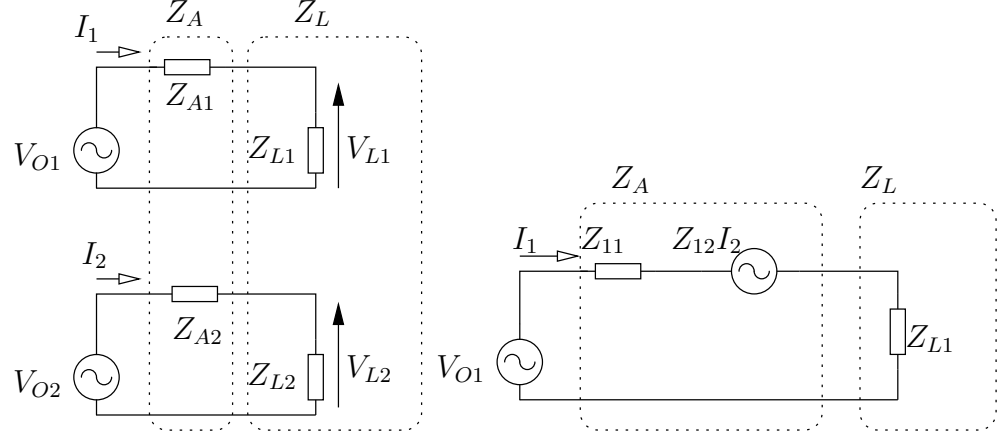 Z_A Z_L
I_1
Z_{A1}
V_{O1} Z_{L1} V_{L1}
I_2
Z_{A2}
V_{O2} Z_{L2} V_{L2}
Z_A Z_L
I_1 Z_{11} Z_{12}I_2
V_{O1} Z_{L1}